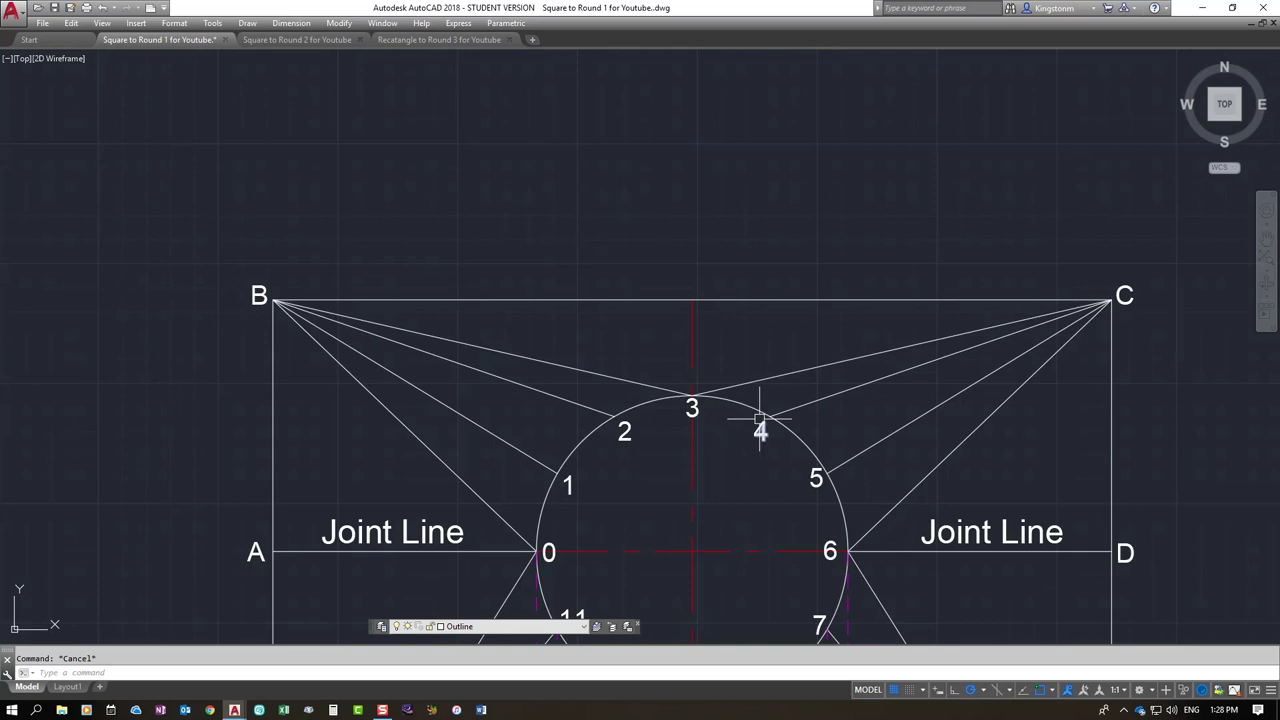 Autodesk AutoCAD 2018 - STUDENT VERSION Square to Round 1 for Youtube..dwg
Type a keyword or phrase
Kingstonm
File Edit View Insert Format Tools Draw Dimension Modify Window Help Express Parametric
Start
Square to Round 1 for Youtube.*
Square to Round 2 for Youtube
Recatangle to Round 3 for Youtube
[−][Top][2D Wireframe]
N
W TOP E
S
WCS
B
C
3
2
4
1
5
Joint Line
Joint Line
A
0
6
D
11
7
Outline
Y
X
Command: *Cancel*
Type a command
Model Layout1
MODEL
1:1
ENG 1:28 PM